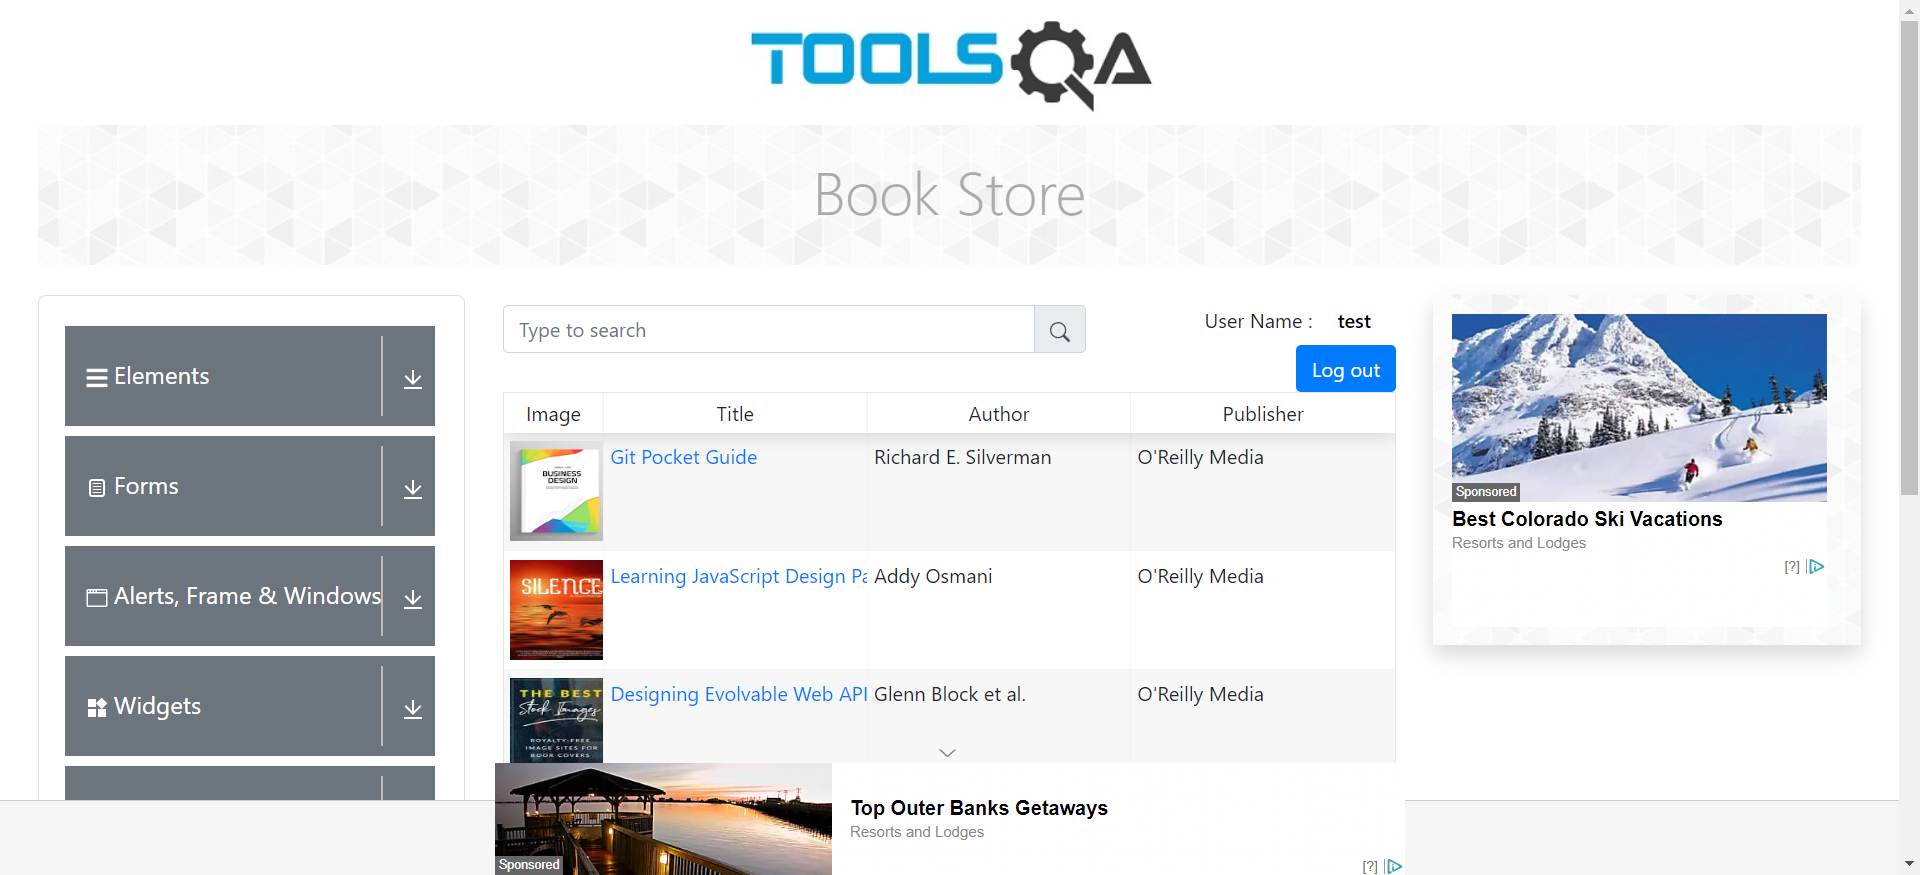 TOOLSQA
Book Store
Elements
Forms
Alerts, Frame & Windows
Widgets
Type to search
User Name : test
Log out
Image Title Author Publisher
BUSINESS
DESIGN
Git Pocket Guide Richard E. Silverman O'Reilly Media
SILENCE
Learning JavaScript Design Pa Addy Osmani O'Reilly Media
THE BEST
Stock Images
ROYALTY-FREE
IMAGE SITES FOR
BOOK COVERS
Designing Evolvable Web API Glenn Block et al. O'Reilly Media
Sponsored
Best Colorado Ski Vacations
Resorts and Lodges
[?]
Sponsored
Top Outer Banks Getaways
Resorts and Lodges
[?]